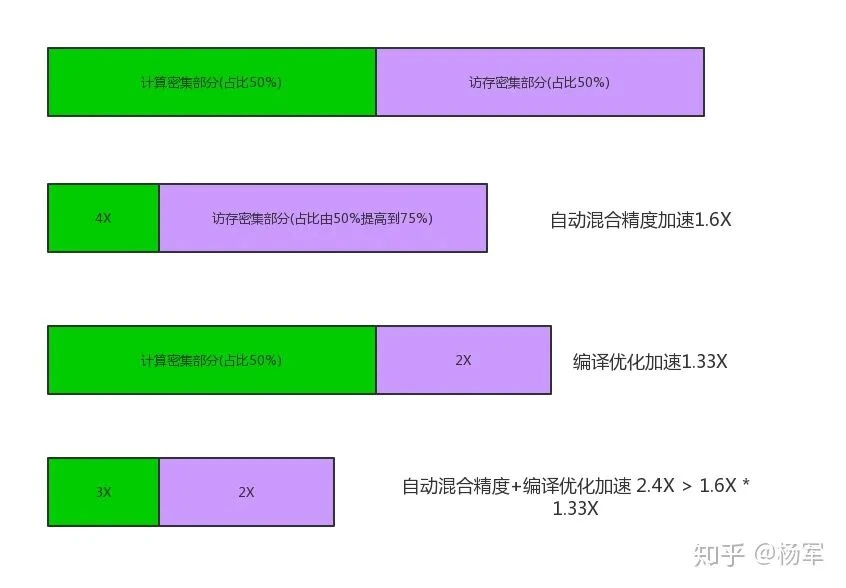 计算密集部分(占比50%)
访存密集部分(占比50%)
4X
访存密集部分(占比由50%提高到75%)
自动混合精度加速1.6X
计算密集部分(占比50%)
2X
编译优化加速1.33X
3X
2X
自动混合精度+编译优化加速 2.4X > 1.6X *
1.33X
知乎 @杨军